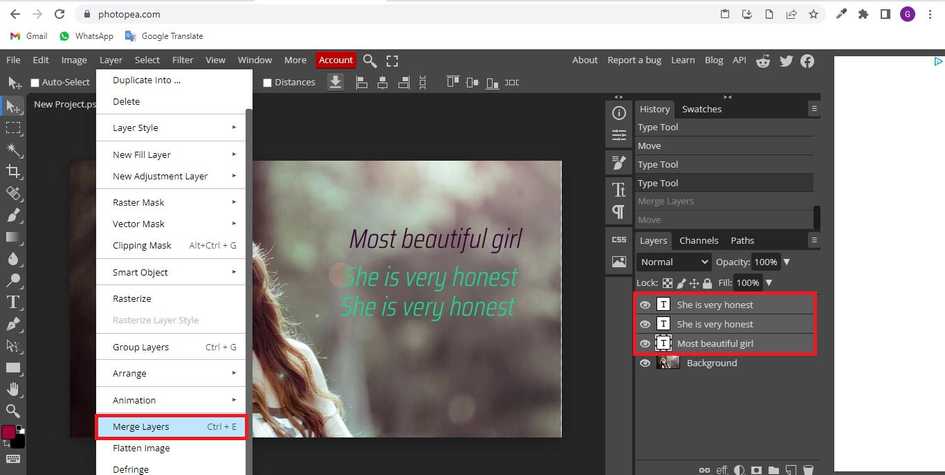 photopea.com
G
Gmail WhatsApp Google Translate
File Edit Image Layer Select Filter View Window More Account About Report a bug Learn Blog API
Auto-Select Distances
New Project.ps
Duplicate Into ...
Delete
Layer Style
New Fill Layer
New Adjustment Layer
Raster Mask
Vector Mask
Clipping Mask Alt+Ctrl + G
Smart Object
Rasterize
Rasterize Layer Style
Group Layers Ctrl + G
Arrange
Animation
Merge Layers Ctrl + E
Flatten Image
Defringe
Most beautiful girl
She is very honest
She is very honest
CSS
History Swatches
Type Tool
Move
Type Tool
Type Tool
Merge Layers
Move
Layers Channels Paths
Normal Opacity: 100%
Lock: Fill: 100%
T She is very honest
T She is very honest
T Most beautiful girl
Background
eff